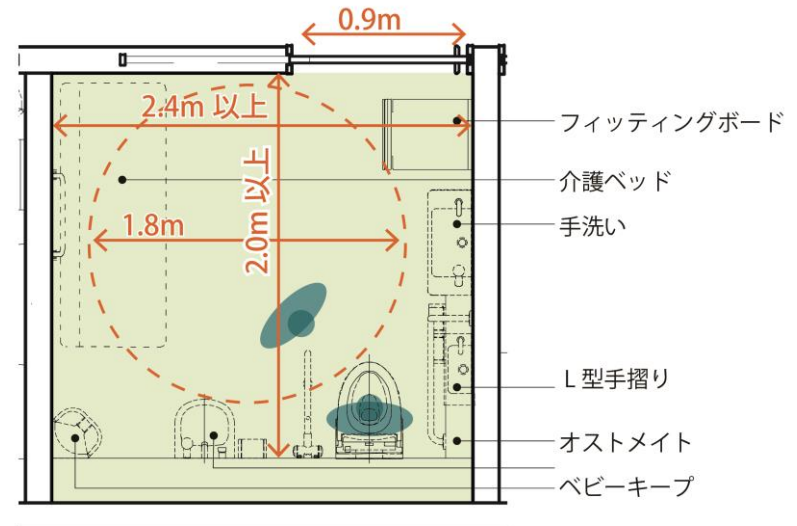 0.9m
2.4m 以上
フィッティングボード
介護ベッド
1.8m
2.0m 以上
手洗い
L型手摺り
オストメイト
ベビーキープ